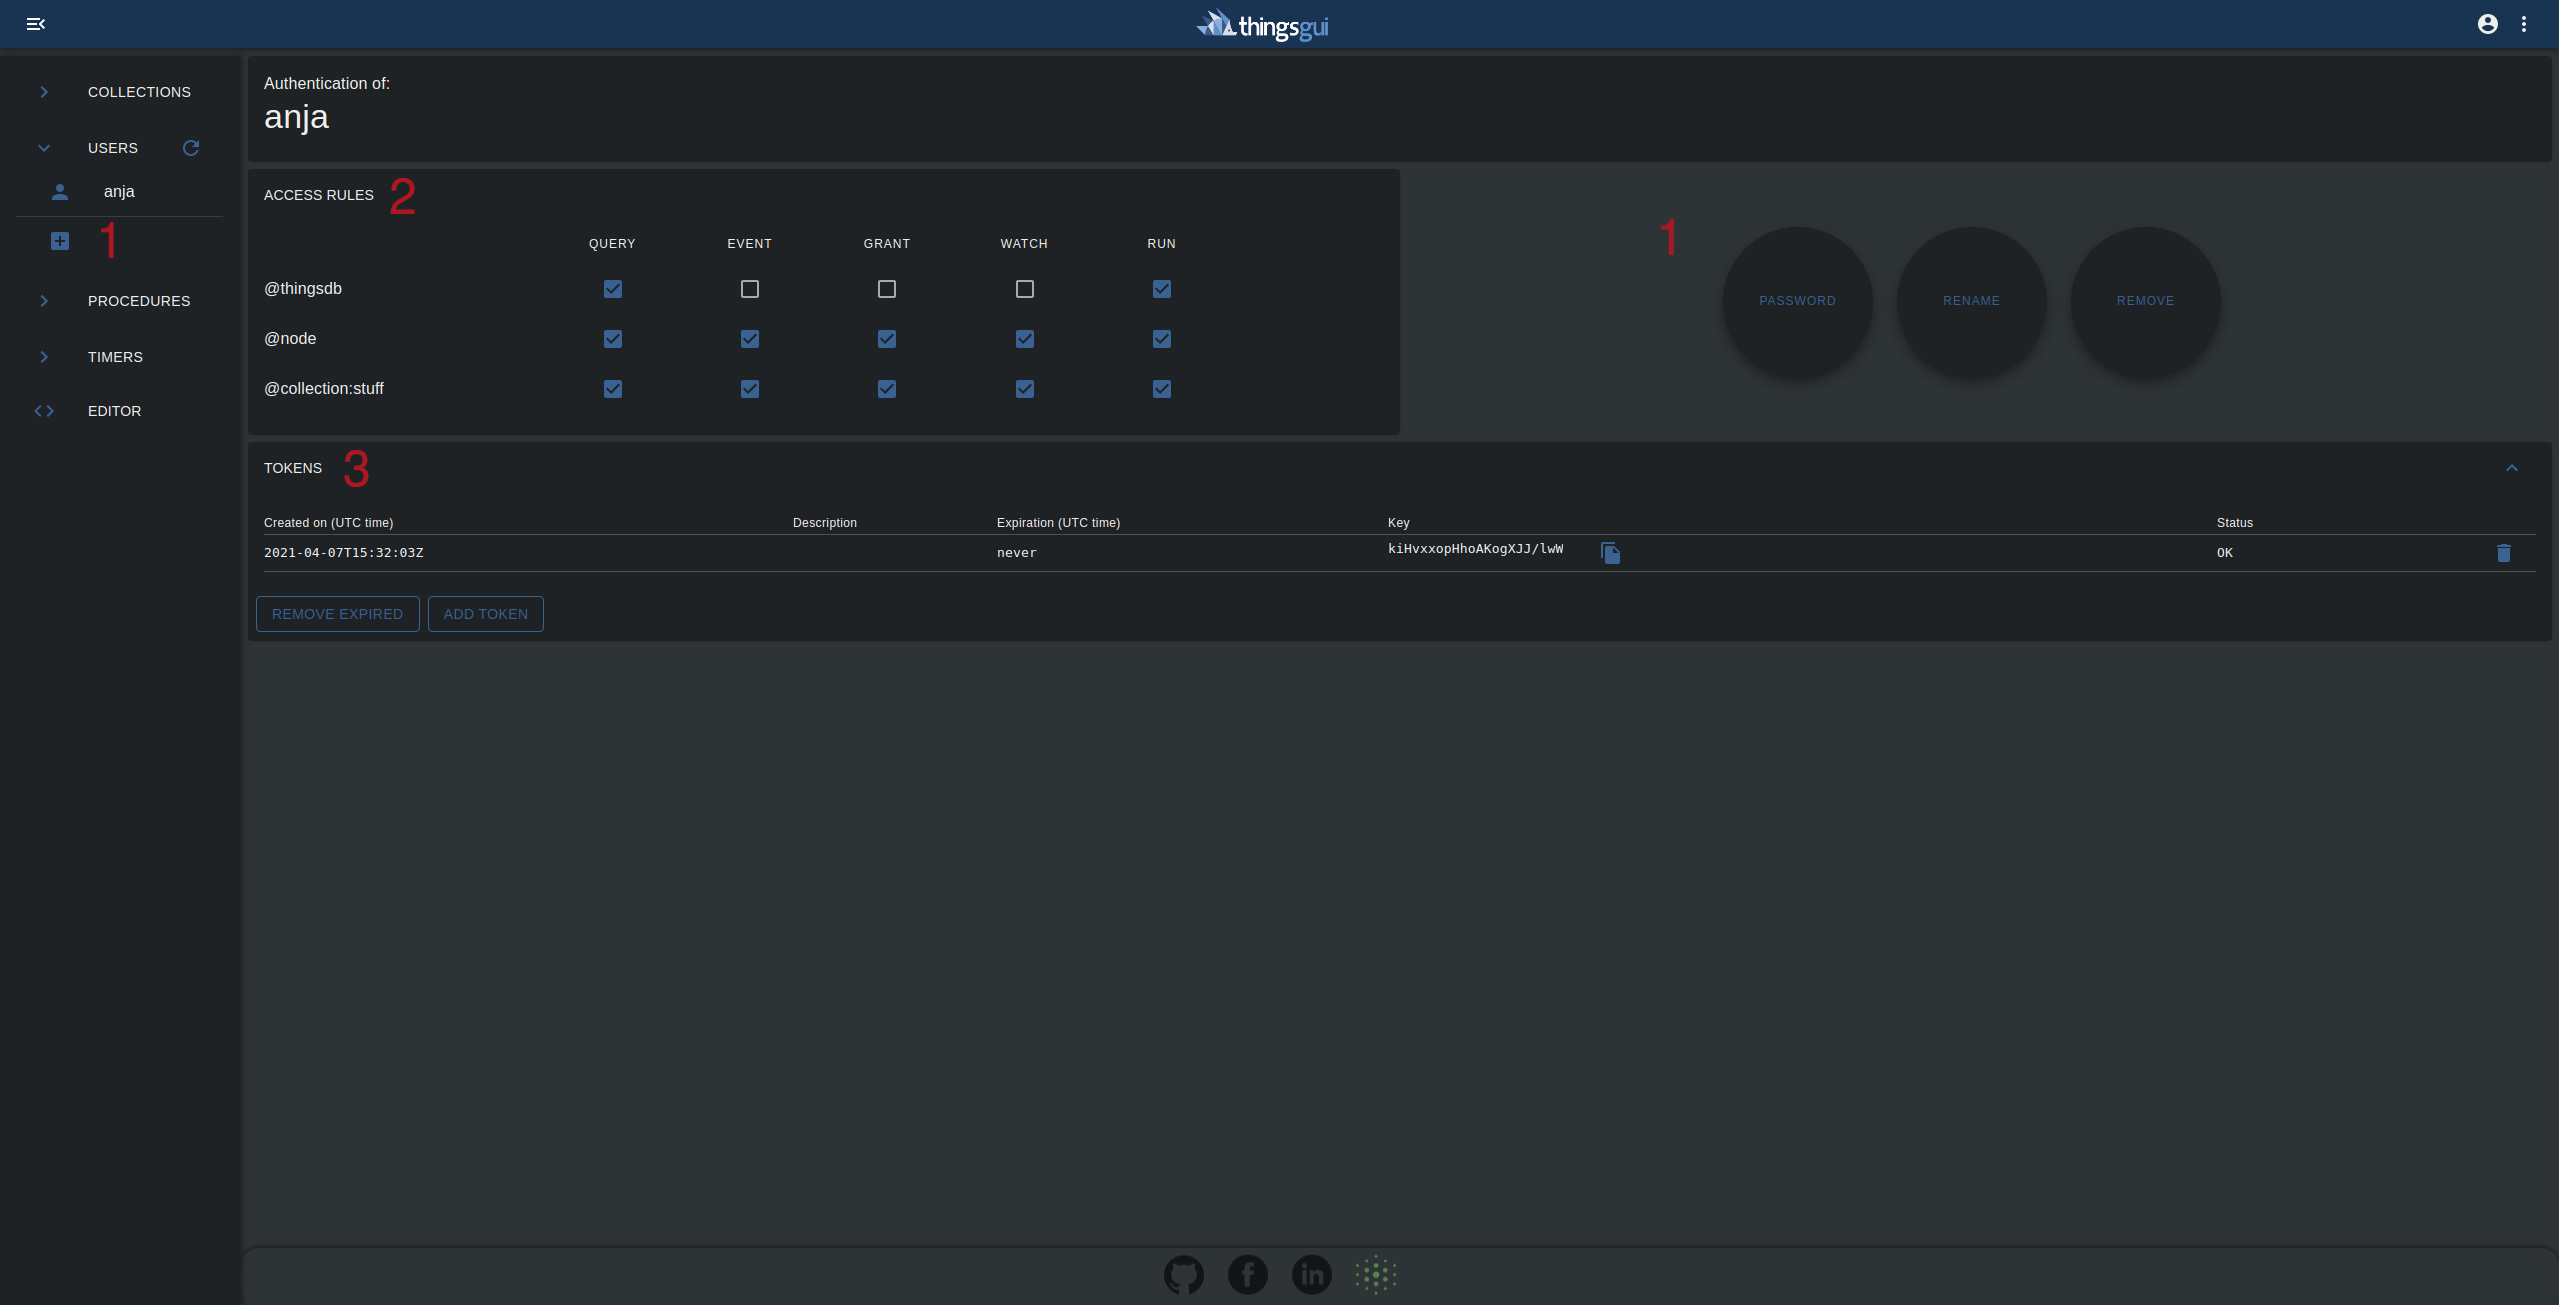 thingsgui
COLLECTIONS
USERS
anja
1
PROCEDURES
TIMERS
EDITOR
Authentication of:
anja
ACCESS RULES 2
QUERY EVENT GRANT WATCH RUN
@thingsdb
@node
@collection:stuff
1
PASSWORD RENAME REMOVE
TOKENS 3
Created on (UTC time) Description Expiration (UTC time) Key Status
2021-04-07T15:32:03Z never kiHvxxopHhoAKogXJJ/lwW OK
REMOVE EXPIRED ADD TOKEN
f in